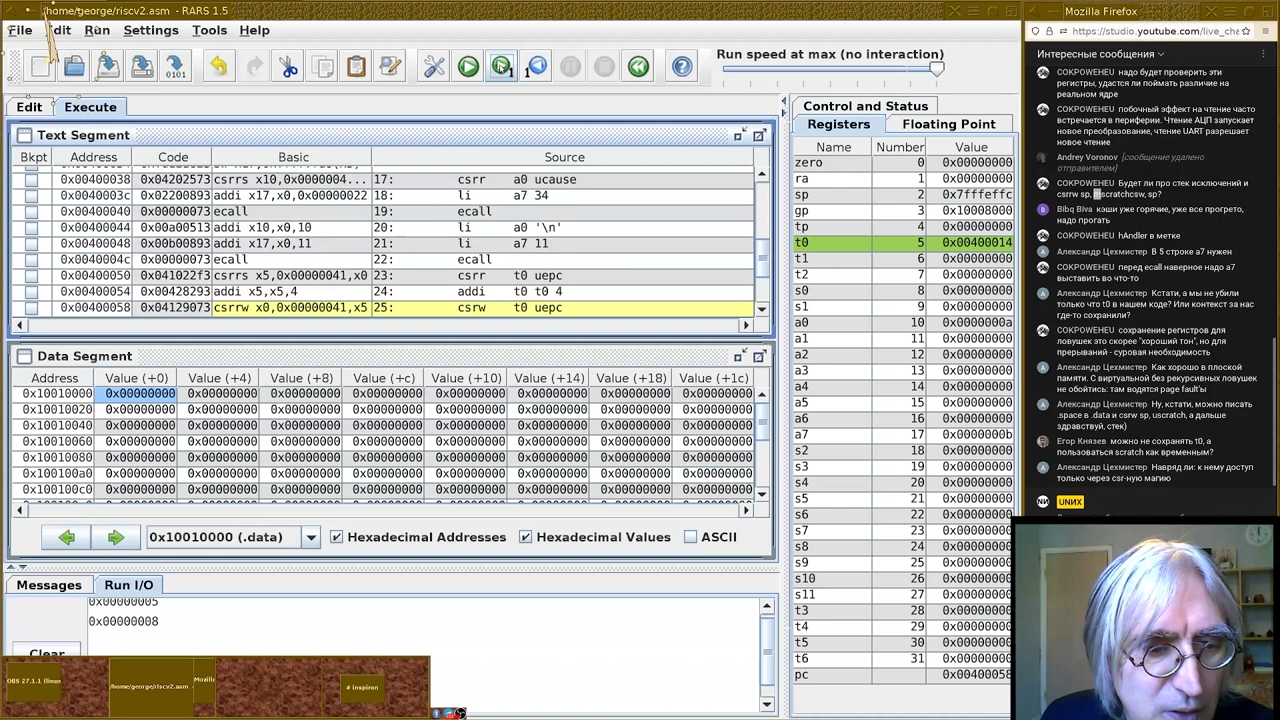 /home/george/riscv2.asm - RARS 1.5
File Edit Run Settings Tools Help
Run speed at max (no interaction)
Edit Execute
Text Segment
Bkpt Address Code Basic Source
0x00400038 0x04202573 csrrs x10,0x0000004... 17: csrr a0 ucause
0x0040003c 0x02200893 addi x17,x0,0x00000022 18: li a7 34
0x00400040 0x00000073 ecall 19: ecall
0x00400044 0x00a00513 addi x10,x0,10 20: li a0 '\n'
0x00400048 0x00b00893 addi x17,x0,11 21: li a7 11
0x0040004c 0x00000073 ecall 22: ecall
0x00400050 0x041022f3 csrrs x5,0x00000041,x0 23: csrr t0 uepc
0x00400054 0x00428293 addi x5,x5,4 24: addi t0 t0 4
0x00400058 0x04129073 csrrw x0,0x00000041,x5 25: csrw t0 uepc
Data Segment
Address Value (+0) Value (+4) Value (+8) Value (+c) Value (+10) Value (+14) Value (+18) Value (+1c)
0x10010000 0x00000000 0x00000000 0x00000000 0x00000000 0x00000000 0x00000000 0x00000000 0x00000000
0x10010020 0x00000000 0x00000000 0x00000000 0x00000000 0x00000000 0x00000000 0x00000000 0x00000000
0x10010040 0x00000000 0x00000000 0x00000000 0x00000000 0x00000000 0x00000000 0x00000000 0x00000000
0x10010060 0x00000000 0x00000000 0x00000000 0x00000000 0x00000000 0x00000000 0x00000000 0x00000000
0x10010080 0x00000000 0x00000000 0x00000000 0x00000000 0x00000000 0x00000000 0x00000000 0x00000000
0x100100a0 0x00000000 0x00000000 0x00000000 0x00000000 0x00000000 0x00000000 0x00000000 0x00000000
0x100100c0 0x00000000 0x00000000 0x00000000 0x00000000 0x00000000 0x00000000 0x00000000 0x00000000
0x10010000 (.data) Hexadecimal Addresses Hexadecimal Values ASCII
Messages Run I/O
0x00000005
0x00000008
Clear
OBS 27.1.1 (linux
/home/george/riscv2.asm
Mozill
# inspiron
Control and Status
Registers Floating Point
Name Number Value
zero 0 0x00000000
ra 1 0x00000000
sp 2 0x7fffeffc
gp 3 0x10008000
tp 4 0x00000000
t0 5 0x00400014
t1 6 0x00000000
t2 7 0x00000000
s0 8 0x00000000
s1 9 0x00000000
a0 10 0x0000000a
a1 11 0x00000000
a2 12 0x00000000
a3 13 0x00000000
a4 14 0x00000000
a5 15 0x00000000
a6 16 0x00000000
a7 17 0x0000000b
s2 18 0x00000000
s3 19 0x00000000
s4 20 0x00000000
s5 21 0x00000000
s6 22 0x00000000
s7 23 0x00000000
s8 24 0x00000000
s9 25 0x00000000
s10 26 0x00000000
s11 27 0x00000000
t3 28 0x00000000
t4 29 0x00000000
t5 30 0x00000000
t6 31 0x00000000
pc 0x00400058
Mozilla Firefox
https://studio.youtube.com/live_cha
Интересные сообщения
COKPOWEHEU надо будет проверить эти
регистры, удастся ли поймать различие на
реальном ядре
COKPOWEHEU побочный эффект на чтение часто
встречается в периферии. Чтение АЦП запускает
новое преобразование, чтение UART разрешает
новое чтение
Andrey Voronov [сообщение удалено
отправителем]
COKPOWEHEU Будет ли про стек исключений и
csrrw sp, mscratchcsw, sp?
Bibq Biva кэши уже горячие, уже все прогрето,
надо прогать
COKPOWEHEU hAndler в метке
Александр Цехмистер В 5 строке a7 нужен
COKPOWEHEU перед ecall наверное надо a7
выставить во что-то
Александр Цехмистер Кстати, а мы не убили
только что t0 в нашем коде? Или контекст за нас
где-то сохранили?
COKPOWEHEU сохранение регистров для
ловушек это скорее "хороший тон", но для
прерываний - суровая необходимость
Александр Цехмистер Как хорошо в плоской
памяти. С виртуальной без рекурсивных ловушек
не обойтись: там водятся page fault'ы
Александр Цехмистер Ну, кстати, можно писать
.space в .data и csrw sp, uscratch, а дальше
здравствуй, стек)
Егор Князев можно не сохранять t0, а
пользоваться scratch как временным?
Александр Цехмистер Навряд ли: к нему доступ
только через csr-ную магию
UNИX